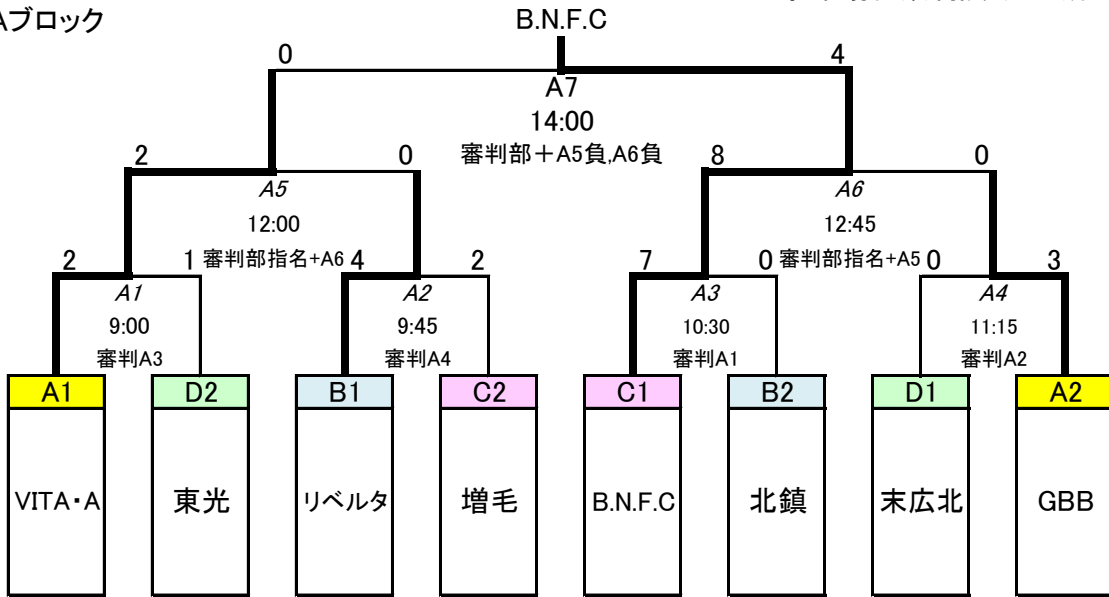 Aブロック
B.N.F.C
0 4
A7
14:00
審判部＋A5負,A6負
2 0 8 0
A5 A6
12:00 12:45
2 1 審判部指名+A6 4 2 7 0 審判部指名+A5 0 3
A1 A2 A3 A4
9:00 9:45 10:30 11:15
審判A3 審判A4 審判A1 審判A2
A1 D2 B1 C2 C1 B2 D1 A2
VITA・A 東光 リベルタ 増毛 B.N.F.C 北鎮 末広北 GBB